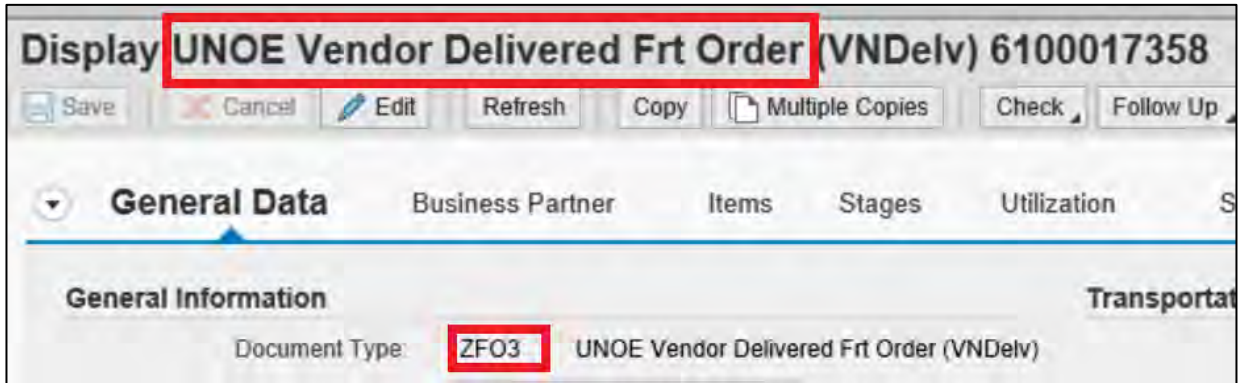 Display UNOE Vendor Delivered Frt Order (VNDelv) 6100017358
Save Cancel Edit Refresh Copy Multiple Copies Check Follow Up
General Data Business Partner Items Stages Utilization S
General Information Transportat
Document Type: ZFO3 UNOE Vendor Delivered Frt Order (VNDelv)